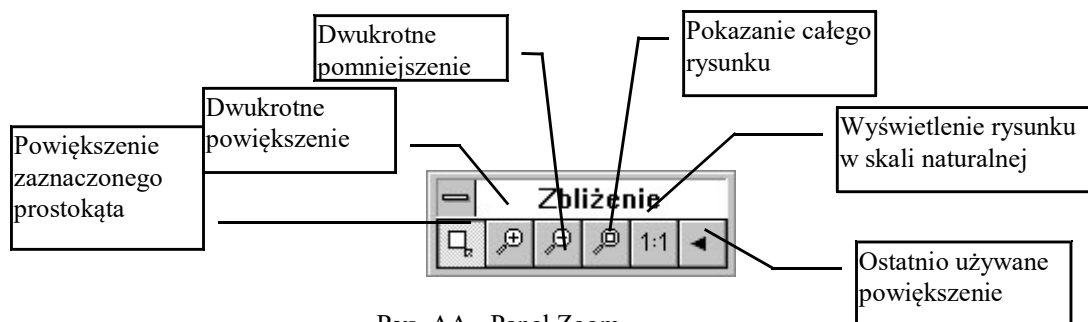 Dwukrotne
pomniejszenie
Pokazanie całego
rysunku
Dwukrotne
powiększenie
Powiększenie
zaznaczonego
prostokąta
Wyświetlenie rysunku
w skali naturalnej
Zbliżenie
1:1
Ostatnio używane
powiększenie